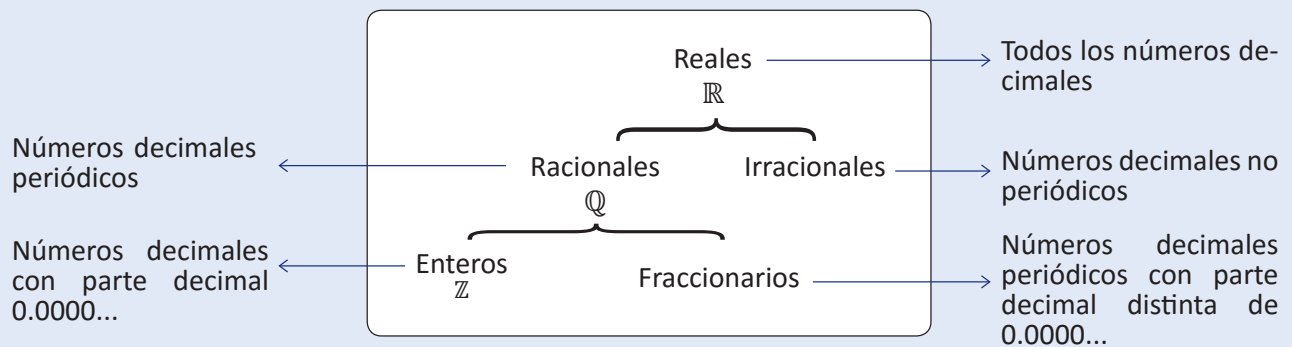 Reales
ℝ
Todos los números de-
cimales
Números decimales
periódicos
Racionales
ℚ
Irracionales
Números decimales no
periódicos
Números decimales
con parte decimal
0.0000...
Enteros
ℤ
Fraccionarios
Números decimales
periódicos con parte
decimal distinta de
0.0000...